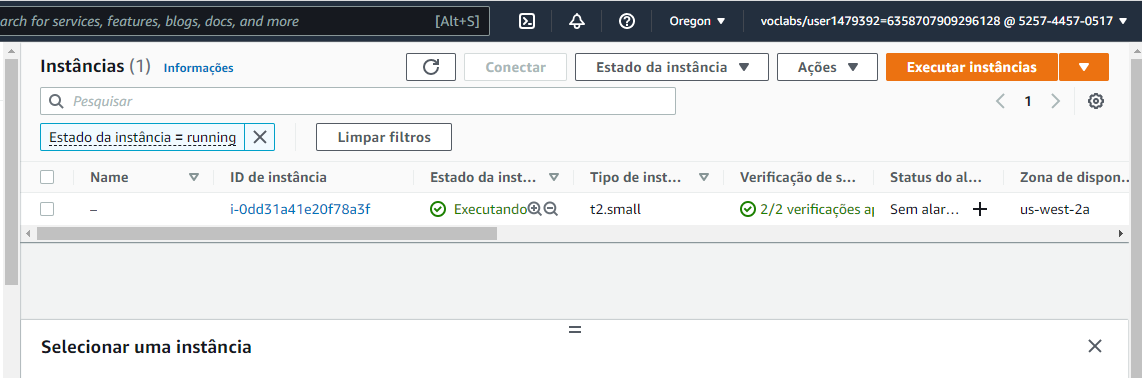 arch for services, features, blogs, docs, and more [Alt+S] Oregon voclabs/user1479392=6358707909296128 @ 5257-4457-0517
Instâncias (1) Informações Conectar Estado da instância Ações Executar instâncias
Pesquisar 1
Estado da instância = running Limpar filtros
Name ID de instância Estado da inst... Tipo de inst... Verificação de s... Status do al... Zona de dispon...
– i-0dd31a41e20f78a3f Executando t2.small 2/2 verificações ap Sem alar... us-west-2a
Selecionar uma instância